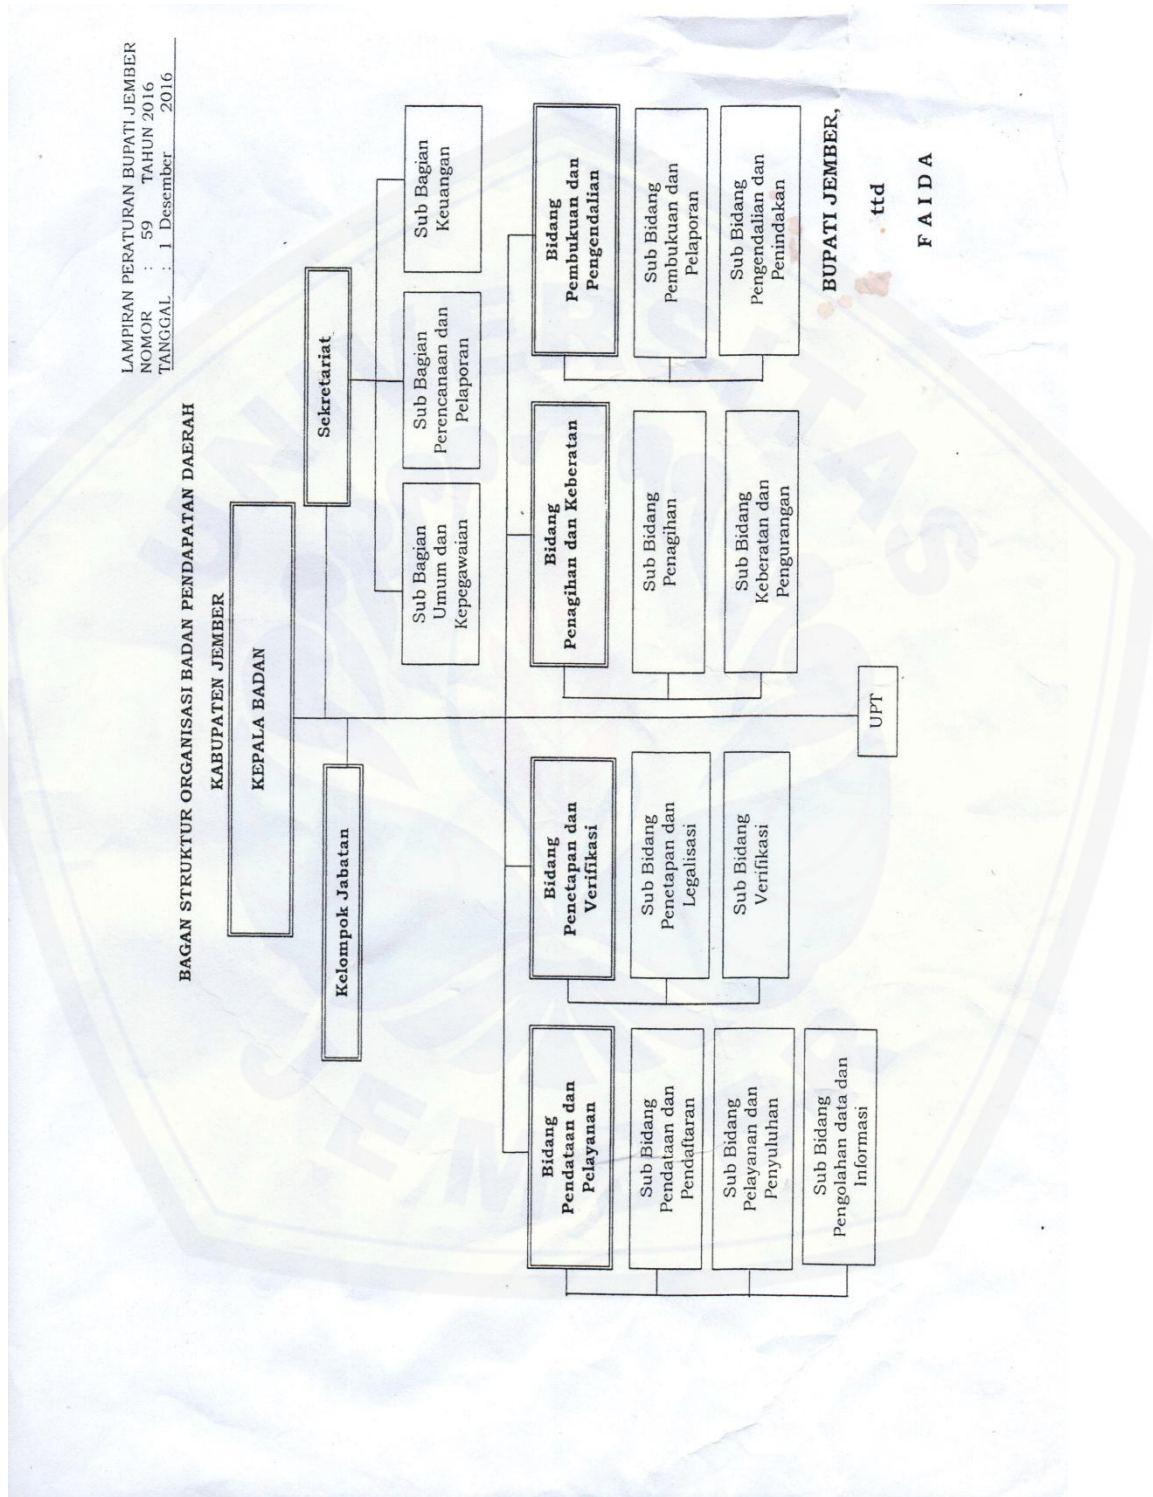 LAMPIRAN PERATURAN BUPATI JEMBER
NOMOR : 59 TAHUN 2016
TANGGAL : 1 Desember 2016
BAGAN STRUKTUR ORGANISASI BADAN PENDAPATAN DAERAH
KABUPATEN JEMBER
KEPALA BADAN
Kelompok Jabatan
Sekretariat
Sub Bagian
Umum dan
Kepegawaian
Sub Bagian
Perencanaan dan
Pelaporan
Sub Bagian
Keuangan
Bidang
Pendataan dan
Pelayanan
Sub Bidang
Pendataan dan
Pendaftaran
Sub Bidang
Pelayanan dan
Penyuluhan
Sub Bidang
Pengolahan data dan
Informasi
Bidang
Penetapan dan
Verifikasi
Sub Bidang
Penetapan dan
Legalisasi
Sub Bidang
Verifikasi
Bidang
Penagihan dan Keberatan
Sub Bidang
Penagihan
Sub Bidang
Keberatan dan
Pengurangan
Bidang
Pembukuan dan
Pengendalian
Sub Bidang
Pembukuan dan
Pelaporan
Sub Bidang
Pengendalian dan
Penindakan
UPT
BUPATI JEMBER,
ttd
F A I D A
UNIVERSITAS
JEMBER